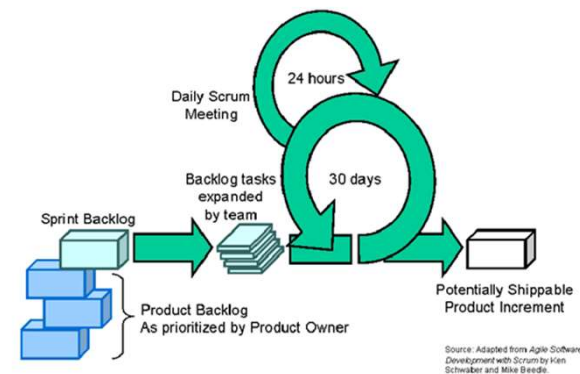 24 hours
Daily Scrum
Meeting
Backlog tasks
expanded
by team
30 days
Sprint Backlog
Potentially Shippable
Product Increment
Product Backlog
As prioritized by Product Owner
Source: Adapted from Agile Software
Development with Scrum by Ken
Schwaber and Mike Beedle.